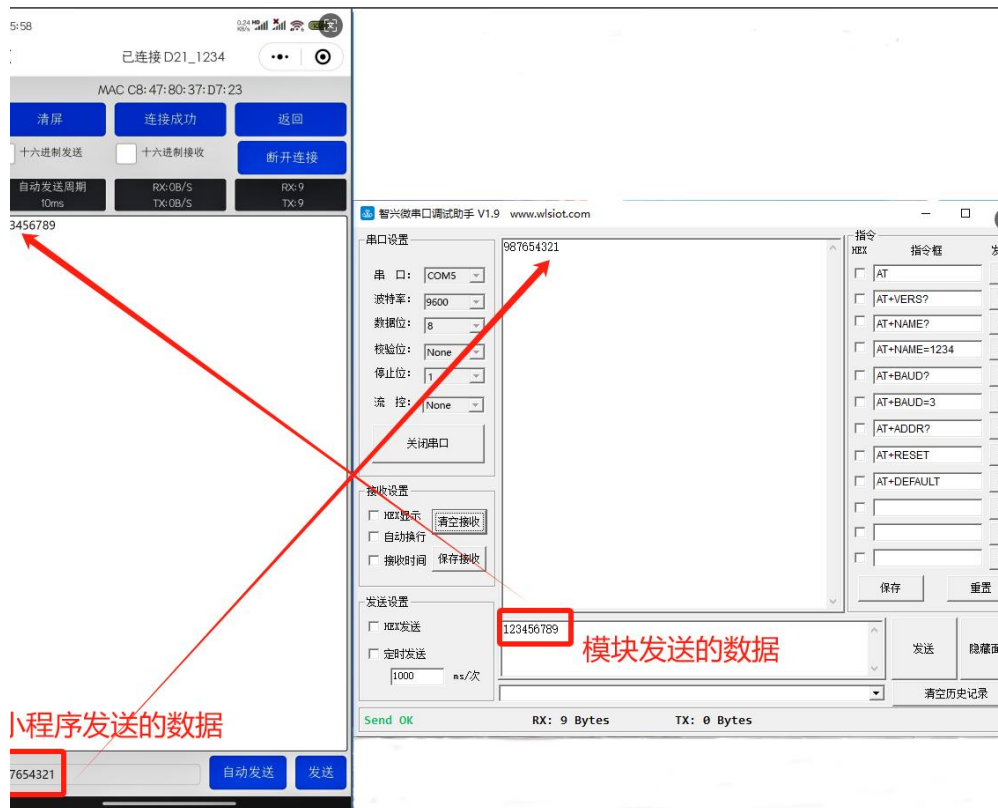 5:58
0.24 KB/s
已连接 D21_1234
MAC C8:47:80:37:D7:23
清屏
连接成功
返回
十六进制发送
十六进制接收
断开连接
自动发送周期
10ms
RX:0B/S
TX:0B/S
RX:9
TX:9
3456789
小程序发送的数据
7654321
自动发送
发送
智兴微串口调试助手 V1.9 www.wlsiot.com
串口设置
串 口: COM5
波特率: 9600
数据位: 8
校验位: None
停止位: 1
流 控: None
关闭串口
接收设置
HEX显示
清空接收
自动换行
接收时间
保存接收
发送设置
HEX发送
定时发送
1000 ms/次
987654321
123456789
模块发送的数据
发送
清空历史记录
Send OK
RX: 9 Bytes
TX: 0 Bytes
指令
HEX
指令框
AT
AT+VERS?
AT+NAME?
AT+NAME=1234
AT+BAUD?
AT+BAUD=3
AT+ADDR?
AT+RESET
AT+DEFAULT
保存
重置
隐藏面